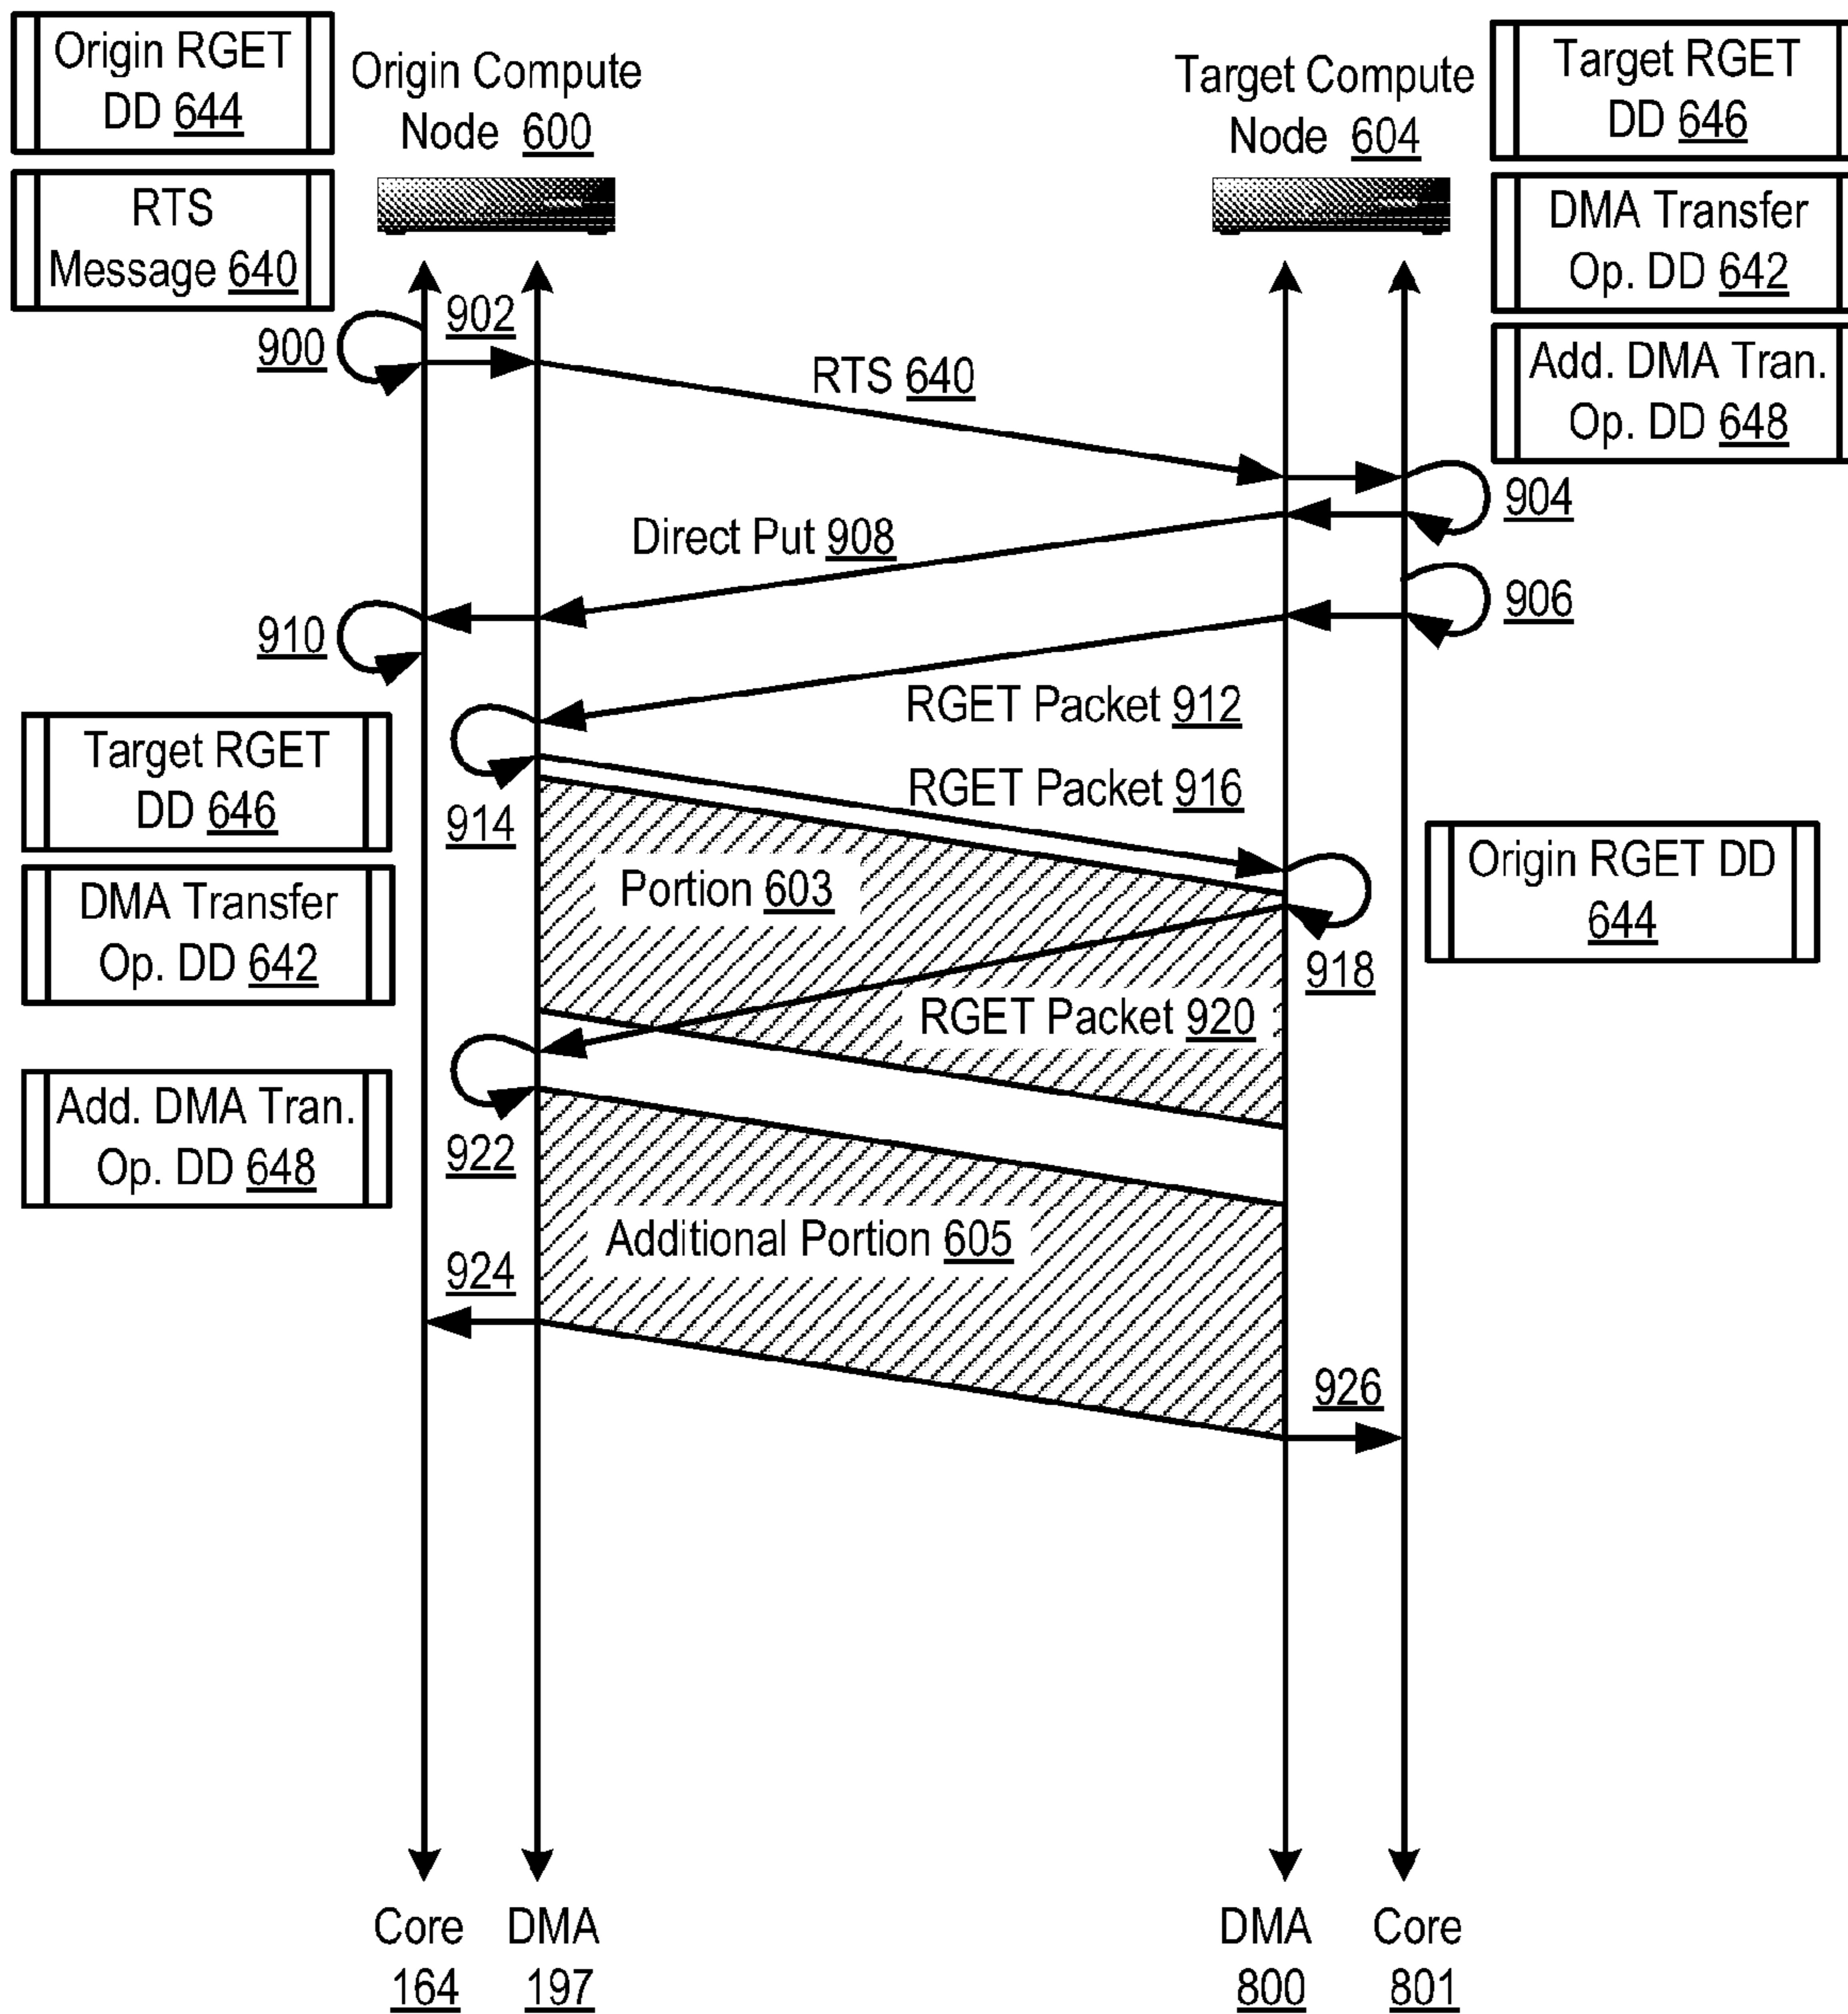 Origin RGET
DD 644
Origin Compute
Node 600
Target Compute
Node 604
Target RGET
DD 646
RTS
Message 640
DMA Transfer
Op. DD 642
Add. DMA Tran.
Op. DD 648
900
902
RTS 640
904
Direct Put 908
906
910
RGET Packet 912
Target RGET
DD 646
914
RGET Packet 916
Portion 603
Origin RGET DD
644
DMA Transfer
Op. DD 642
918
RGET Packet 920
Add. DMA Tran.
Op. DD 648
922
Additional Portion 605
924
926
Core
164
DMA
197
DMA
800
Core
801